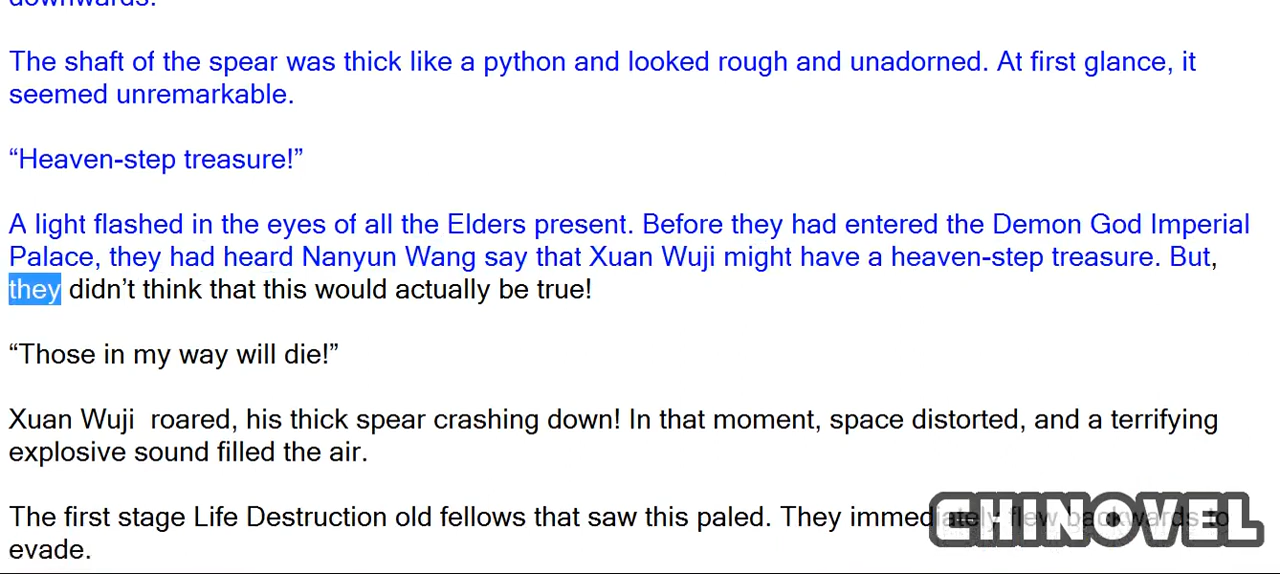 downwards.
The shaft of the spear was thick like a python and looked rough and unadorned. At first glance, it
seemed unremarkable.
“Heaven-step treasure!”
A light flashed in the eyes of all the Elders present. Before they had entered the Demon God Imperial
Palace, they had heard Nanyun Wang say that Xuan Wuji might have a heaven-step treasure. But,
they didn’t think that this would actually be true!
“Those in my way will die!”
Xuan Wuji  roared, his thick spear crashing down! In that moment, space distorted, and a terrifying
explosive sound filled the air.
The first stage Life Destruction old fellows that saw this paled. They immediately flew backwards to
evade.
CHINOVEL